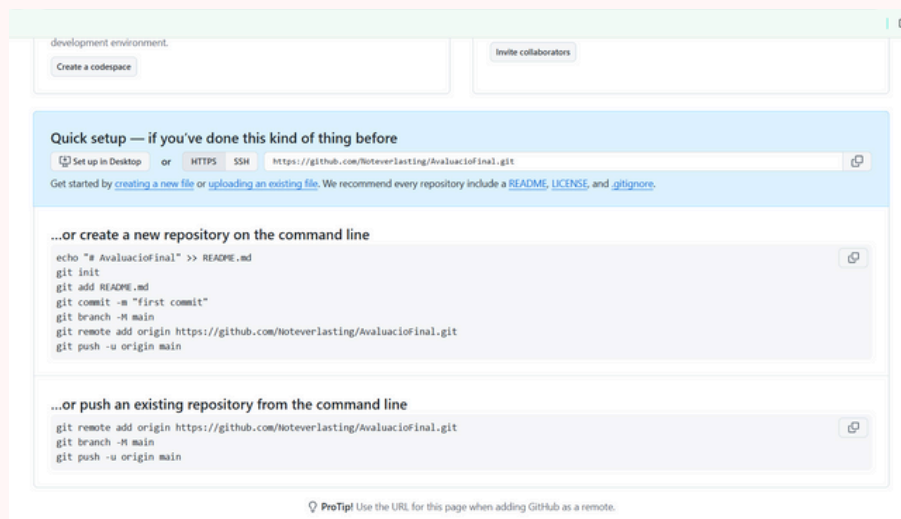 development environment.
Create a codespace
Invite collaborators
Quick setup — if you've done this kind of thing before
Set up in Desktop or HTTPS SSH https://github.com/Noteverlasting/AvaluacioFinal.git
Get started by creating a new file or uploading an existing file. We recommend every repository include a README, LICENSE, and .gitignore.
...or create a new repository on the command line
echo "# AvaluacioFinal" >> README.md
git init
git add README.md
git commit -m "first commit"
git branch -M main
git remote add origin https://github.com/Noteverlasting/AvaluacioFinal.git
git push -u origin main
...or push an existing repository from the command line
git remote add origin https://github.com/Noteverlasting/AvaluacioFinal.git
git branch -M main
git push -u origin main
ProTip! Use the URL for this page when adding GitHub as a remote.